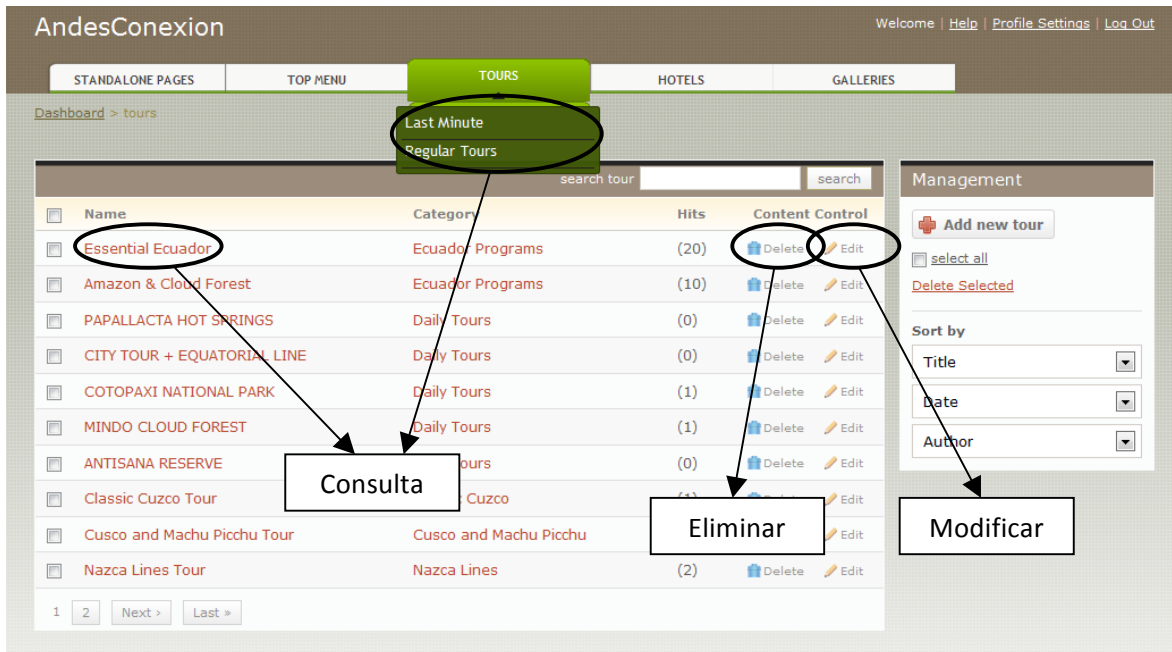 AndesConexion
Welcome | Help | Profile Settings | Log Out
STANDALONE PAGES TOP MENU TOURS HOTELS GALLERIES
Dashboard > tours
Last Minute
Regular Tours
search tour search
Name Category Hits Content Control
Essential Ecuador Ecuador Programs (20) Delete Edit
Amazon & Cloud Forest Ecuador Programs (10) Delete Edit
PAPALLACTA HOT SPRINGS Daily Tours (0) Delete Edit
CITY TOUR + EQUATORIAL LINE Daily Tours (0) Delete Edit
COTOPAXI NATIONAL PARK Daily Tours (1) Delete Edit
MINDO CLOUD FOREST Daily Tours (1) Delete Edit
ANTISANA RESERVE Tours (0) Delete Edit
Classic Cuzco Tour Cuzco
Cusco and Machu Picchu Tour Cusco and Machu Picchu Edit
Nazca Lines Tour Nazca Lines (2) Delete Edit
1 2 Next > Last »
Management
Add new tour
select all
Delete Selected
Sort by
Title
Date
Author
Consulta
Eliminar
Modificar